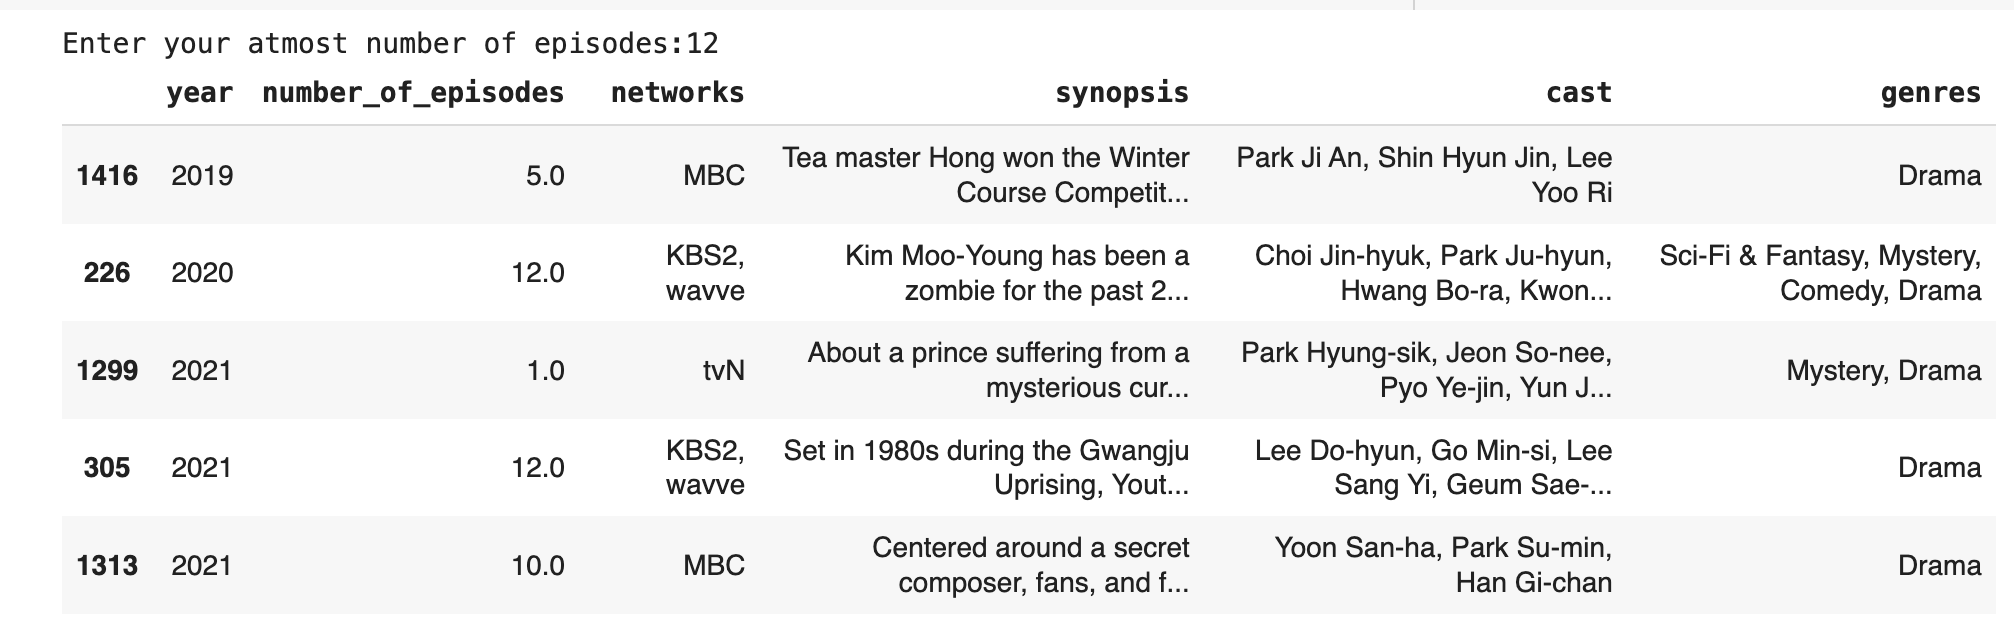 Enter your atmost number of episodes:12
year number_of_episodes networks synopsis cast genres
1416 2019 5.0 MBC Tea master Hong won the Winter Course Competit... Park Ji An, Shin Hyun Jin, Lee Yoo Ri Drama
226 2020 12.0 KBS2, wavve Kim Moo-Young has been a zombie for the past 2... Choi Jin-hyuk, Park Ju-hyun, Hwang Bo-ra, Kwon... Sci-Fi & Fantasy, Mystery, Comedy, Drama
1299 2021 1.0 tvN About a prince suffering from a mysterious cur... Park Hyung-sik, Jeon So-nee, Pyo Ye-jin, Yun J... Mystery, Drama
305 2021 12.0 KBS2, wavve Set in 1980s during the Gwangju Uprising, Yout... Lee Do-hyun, Go Min-si, Lee Sang Yi, Geum Sae-... Drama
1313 2021 10.0 MBC Centered around a secret composer, fans, and f... Yoon San-ha, Park Su-min, Han Gi-chan Drama